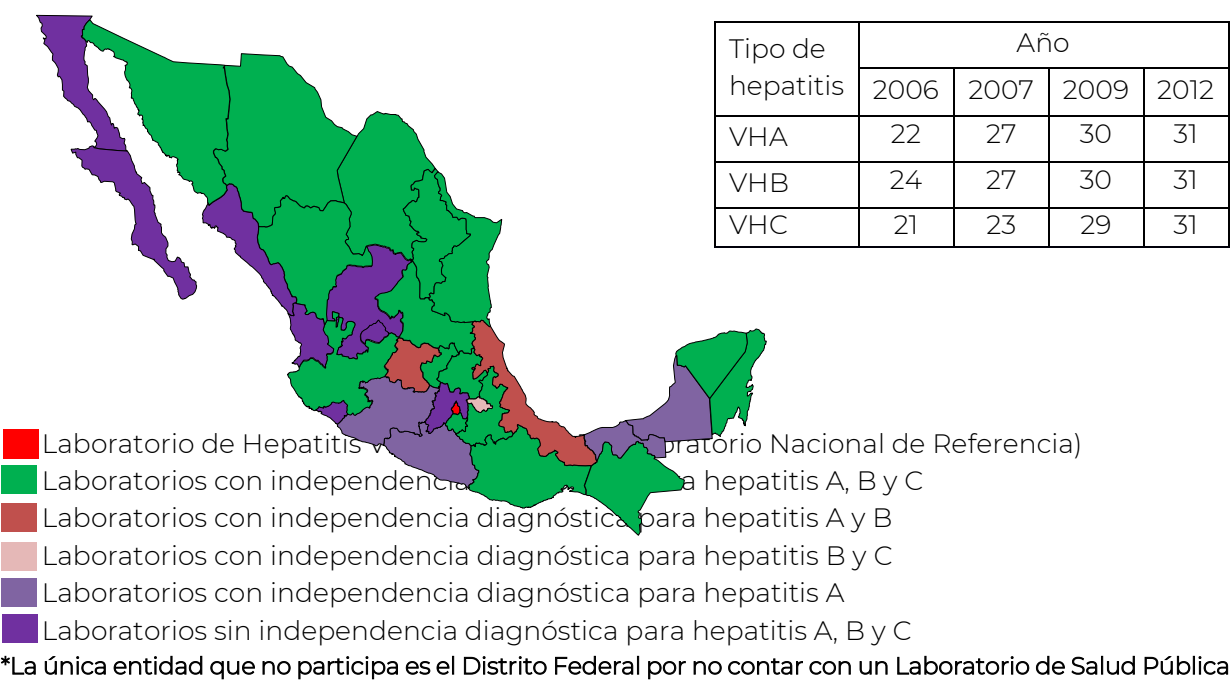 Tipo de hepatitis Año
2006 2007 2009 2012
VHA 22 27 30 31
VHB 24 27 30 31
VHC 21 23 29 31
Laboratorio de Hepatitis Nacional de Referencia)
Laboratorios con hepatitis A, B y C
Laboratorios con independencia diagnóstica para hepatitis A y B
Laboratorios con independencia diagnóstica para hepatitis B y C
Laboratorios con independencia diagnóstica para hepatitis A
Laboratorios sin independencia diagnóstica para hepatitis A, B y C
*La única entidad que no participa es el Distrito Federal por no contar con un Laboratorio de Salud Pública